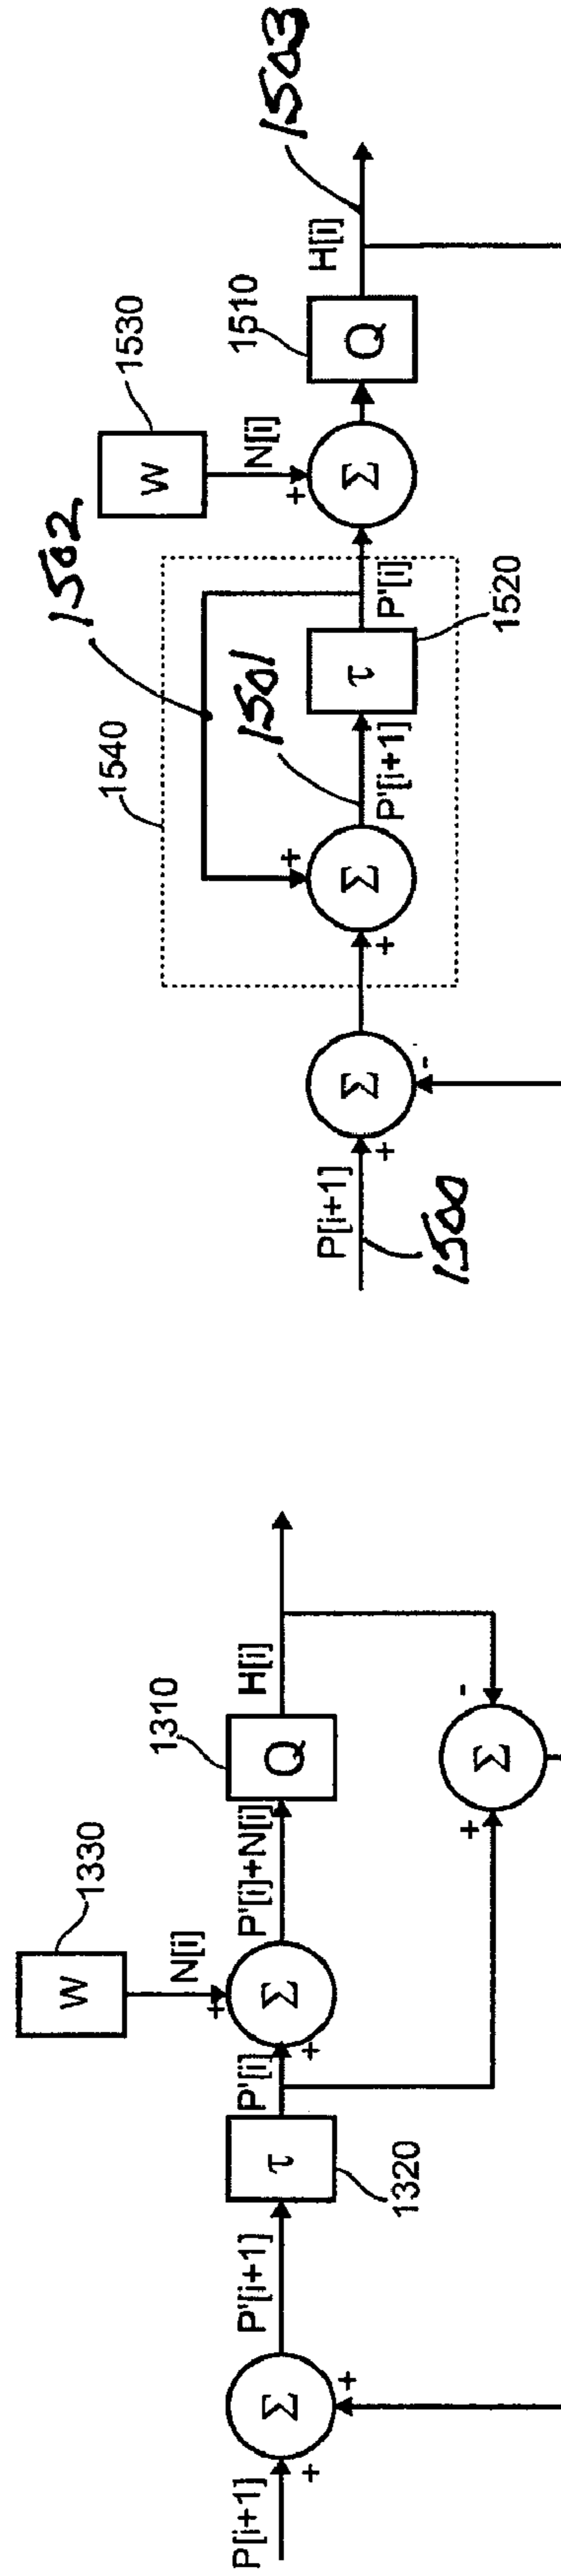 1530
W
N[i]
+
1502
1540
1501
+
Σ
P'[i+1]
τ
P'[i]
1520
Σ
1510
Q
H[i]
1503
P[i+1]
+
Σ
-
+
1500
1330
W
N[i]
+
1310
P[i+1]
+
Σ
+
P'[i+1]
τ
1320
P'[i]
+
Σ
P'[i]+N[i]
Q
H[i]
+
Σ
-